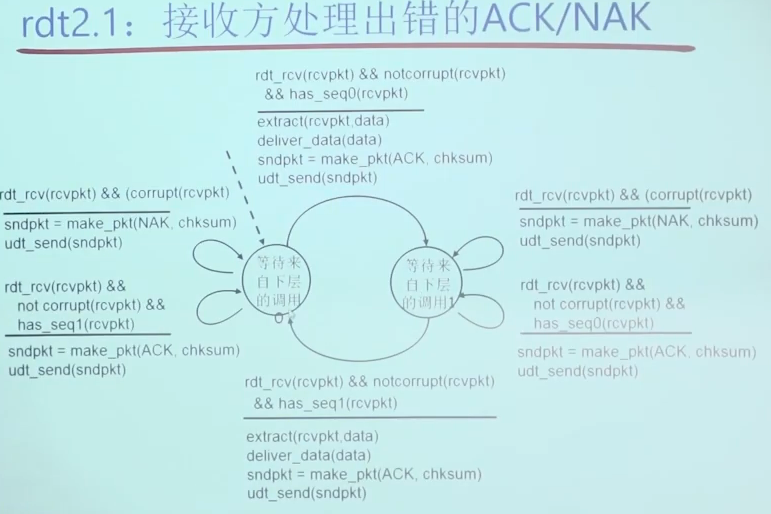 rdt2.1：接收方处理出错的ACK/NAK
rdt_rcv(rcvpkt) && notcorrupt(rcvpkt)
&& has_seq0(rcvpkt)
extract(rcvpkt,data)
deliver_data(data)
sndpkt = make_pkt(ACK, chksum)
udt_send(sndpkt)
rdt_rcv(rcvpkt) && (corrupt(rcvpkt)
sndpkt = make_pkt(NAK, chksum)
udt_send(sndpkt)
rdt_rcv(rcvpkt) &&
not corrupt(rcvpkt) &&
has_seq1(rcvpkt)
sndpkt = make_pkt(ACK, chksum)
udt_send(sndpkt)
等待来
自下层
的调用
0
等待来
自下层
的调用1
rdt_rcv(rcvpkt) && (corrupt(rcvpkt)
sndpkt = make_pkt(NAK, chksum)
udt_send(sndpkt)
rdt_rcv(rcvpkt) &&
not corrupt(rcvpkt) &&
has_seq0(rcvpkt)
sndpkt = make_pkt(ACK, chksum)
udt_send(sndpkt)
rdt_rcv(rcvpkt) && notcorrupt(rcvpkt)
&& has_seq1(rcvpkt)
extract(rcvpkt,data)
deliver_data(data)
sndpkt = make_pkt(ACK, chksum)
udt_send(sndpkt)